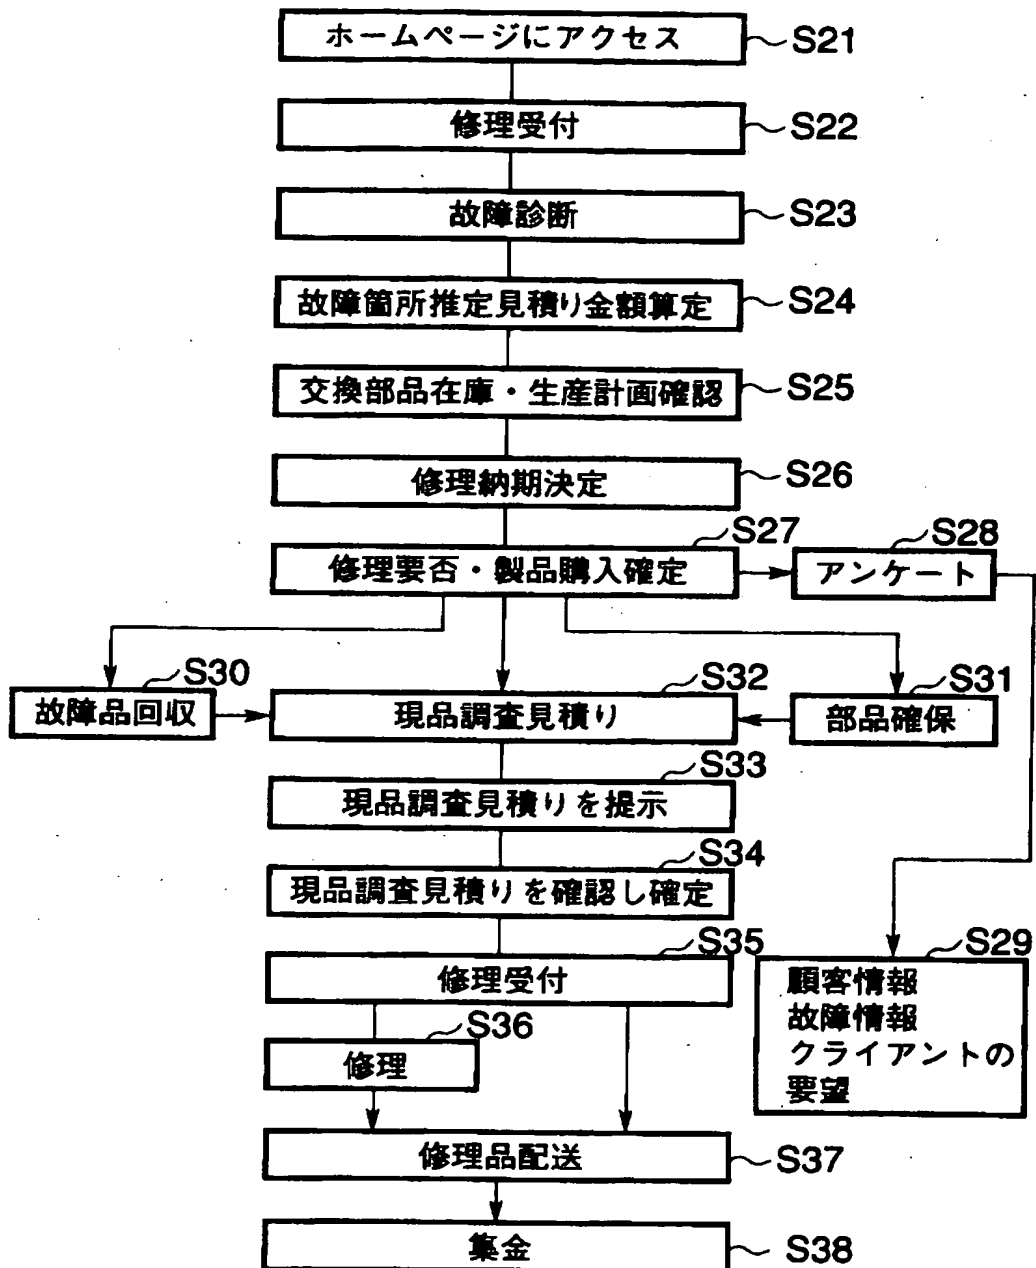 ホームページにアクセス S21
修理受付 S22
故障診断 S23
故障箇所推定見積り金額算定 S24
交換部品在庫・生産計画確認 S25
修理納期決定 S26
S27 S28
修理要否・製品購入確定 アンケート
S30 S32 S31
故障品回収 現品調査見積り 部品確保
S33
現品調査見積りを提示
S34
現品調査見積りを確認し確定
S35
修理受付
S29
顧客情報
故障情報
クライアントの
要望
S36
修理
修理品配送 S37
集金 S38